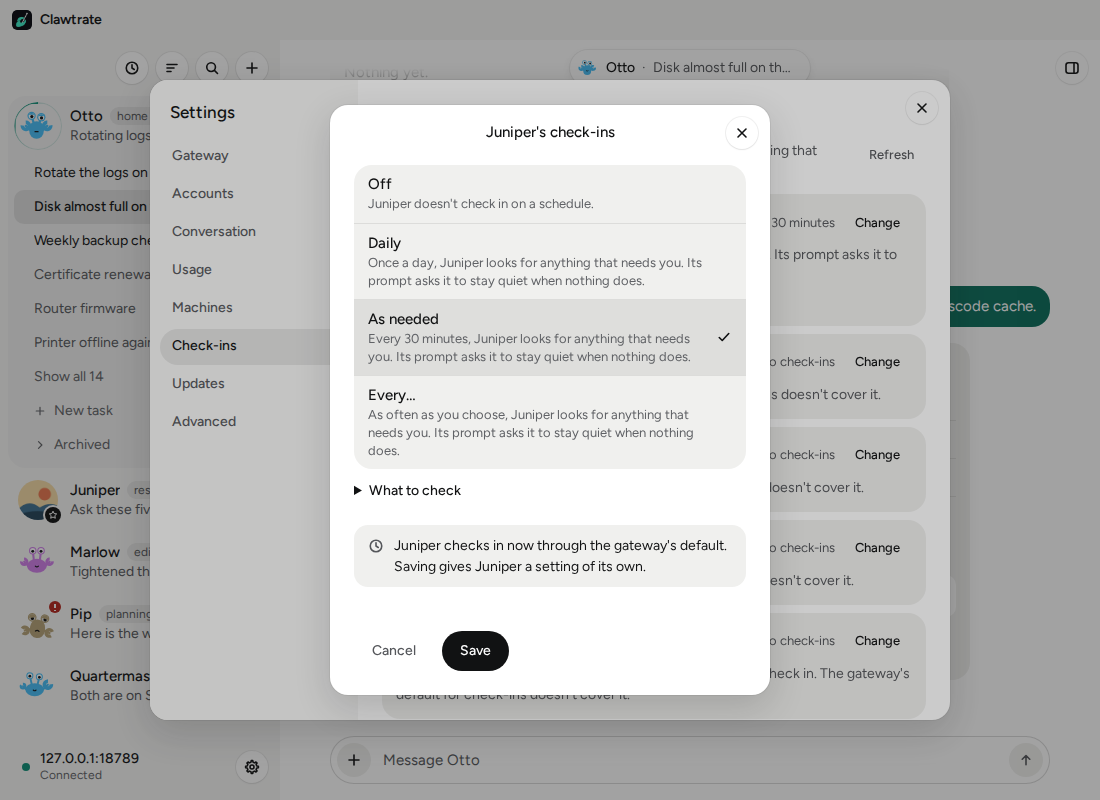 Clawtrate
Nothing yet.
Otto · Disk almost full on th...
Otto home
Rotating logs
Rotate the logs on
Disk almost full on
Weekly backup che
Certificate renewa
Router firmware
Printer offline again
Show all 14
New task
Archived
Juniper res
Ask these fiv
Marlow edi
Tightened th
Pip planning
Here is the w
Quartermas
Both are on S
127.0.0.1:18789
Connected
Settings
Gateway
Accounts
Conversation
Usage
Machines
Check-ins
Updates
Advanced
Juniper's check-ins
Off
Juniper doesn't check in on a schedule.
Daily
Once a day, Juniper looks for anything that needs you. Its
prompt asks it to stay quiet when nothing does.
As needed
Every 30 minutes, Juniper looks for anything that needs
you. Its prompt asks it to stay quiet when nothing does.
Every...
As often as you choose, Juniper looks for anything that
needs you. Its prompt asks it to stay quiet when nothing
does.
What to check
Juniper checks in now through the gateway's default.
Saving gives Juniper a setting of its own.
Cancel
Save
ing that
Refresh
30 minutes Change
Its prompt asks it to
o check-ins Change
s doesn't cover it.
o check-ins Change
doesn't cover it.
o check-ins Change
esn't cover it.
o check-ins Change
heck in. The gateway's
default for check-ins doesn't cover it.
scode cache.
Message Otto